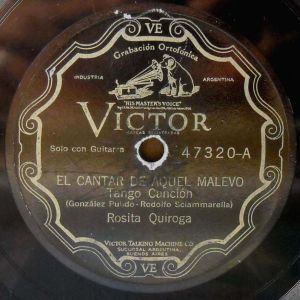 VE
Grabación Ortofónica
INDUSTRIA ARGENTINA
"HIS MASTER'S VOICE"
VICTOR
Solo con Guitarra 47320-A
EL CANTAR DE AQUEL MALEVO
Tango Canción
(González Pulido-Rodolfo Sciammarella)
Rosita Quiroga
VICTOR TALKING MACHINE CO
SUCURSAL ARGENTINA,
BUENOS AIRES
VE